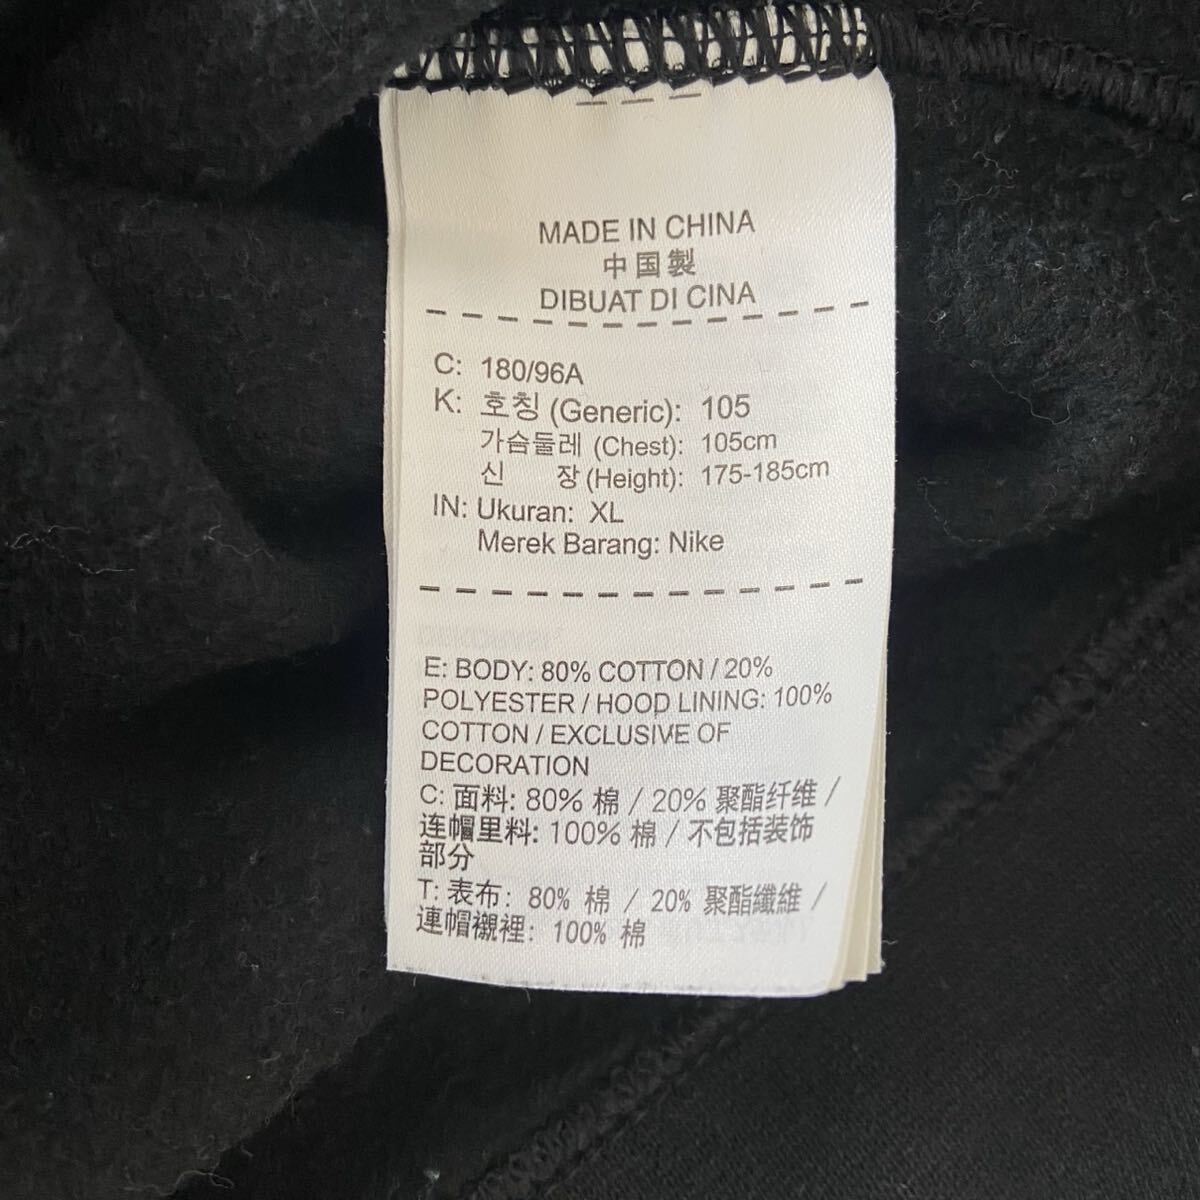 MADE IN CHINA
中国製
DIBUAT DI CINA
C: 180/96A
K: 호칭 (Generic): 105
가슴둘레 (Chest): 105cm
신 장 (Height): 175-185cm
IN: Ukuran: XL
Merek Barang: Nike
E: BODY: 80% COTTON / 20%
POLYESTER / HOOD LINING: 100%
COTTON / EXCLUSIVE OF
DECORATION
C: 面料: 80% 棉 / 20% 聚酯纤维 /
连帽里料: 100% 棉 / 不包括装饰
部分
T: 表布: 80% 棉 / 20% 聚酯纖維 /
連帽襯裡: 100% 棉